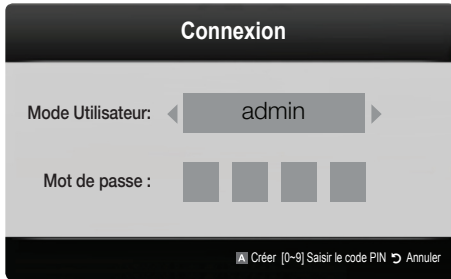 Connexion
Mode Utilisateur: admin
Mot de passe :
A Créer [0~9] Saisir le code PIN Annuler